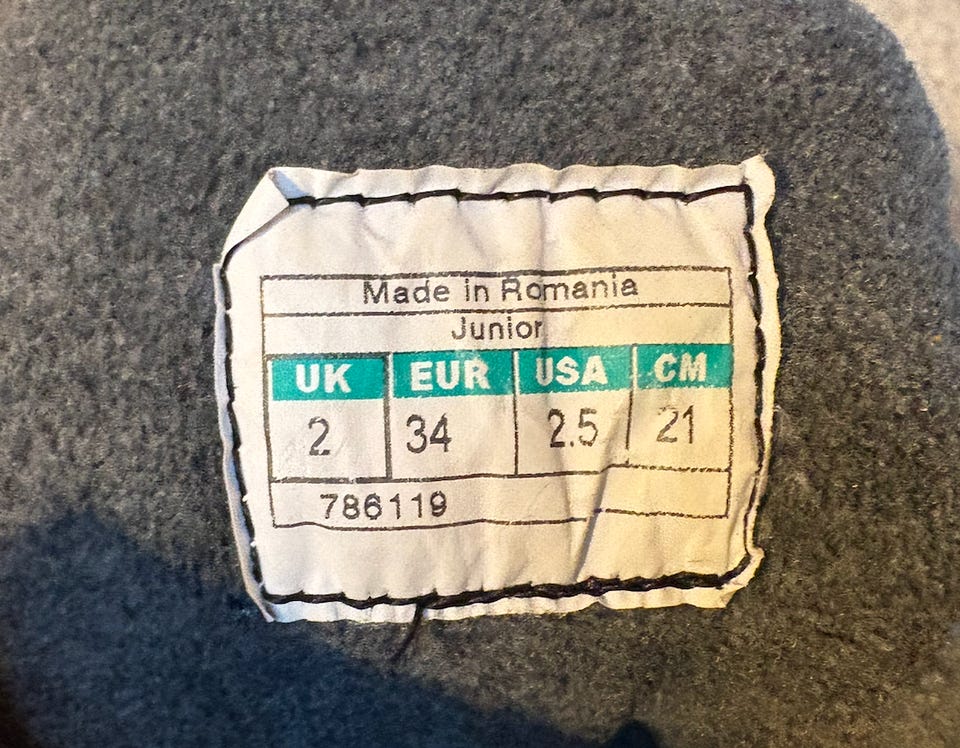 Made in Romania
Junior
UK EUR USA CM
2 34 2.5 21
786119